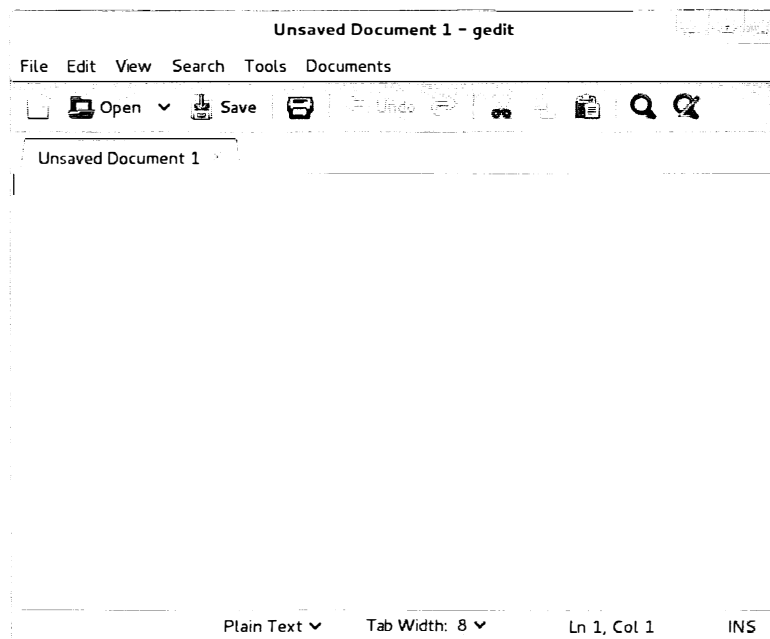 Unsaved Document 1 - gedit
File Edit View Search Tools Documents
Open Save Undo
Unsaved Document 1
Plain Text Tab Width: 8 Ln 1, Col 1 INS